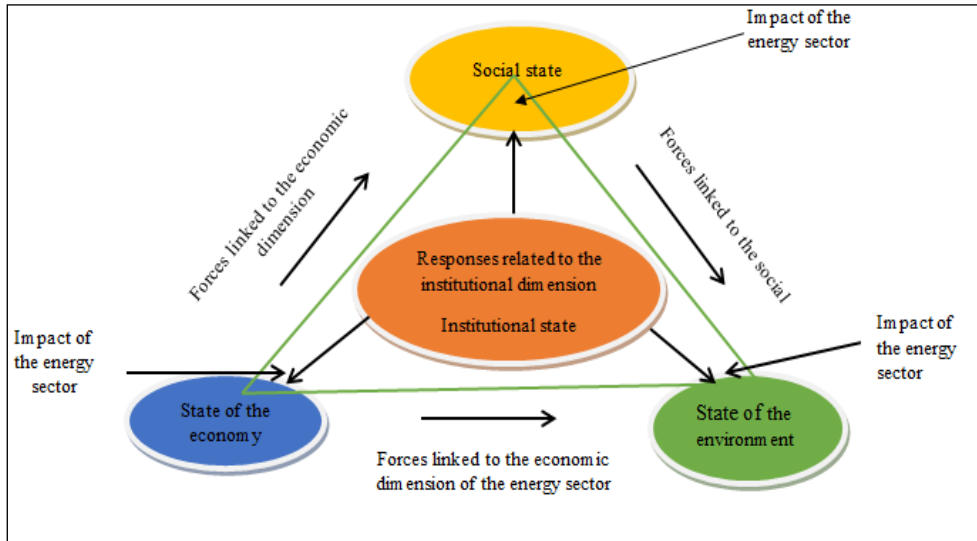 Impact of the
energy sector
Social state
Forces linked to the economic
dimension
Forces linked to the social
Responses related to the
institutional dimension
Institutional state
Impact of
the energy
sector
Impact of
the energy
sector
State of the
economy
State of the
environment
Forces linked to the economic
dimension of the energy sector